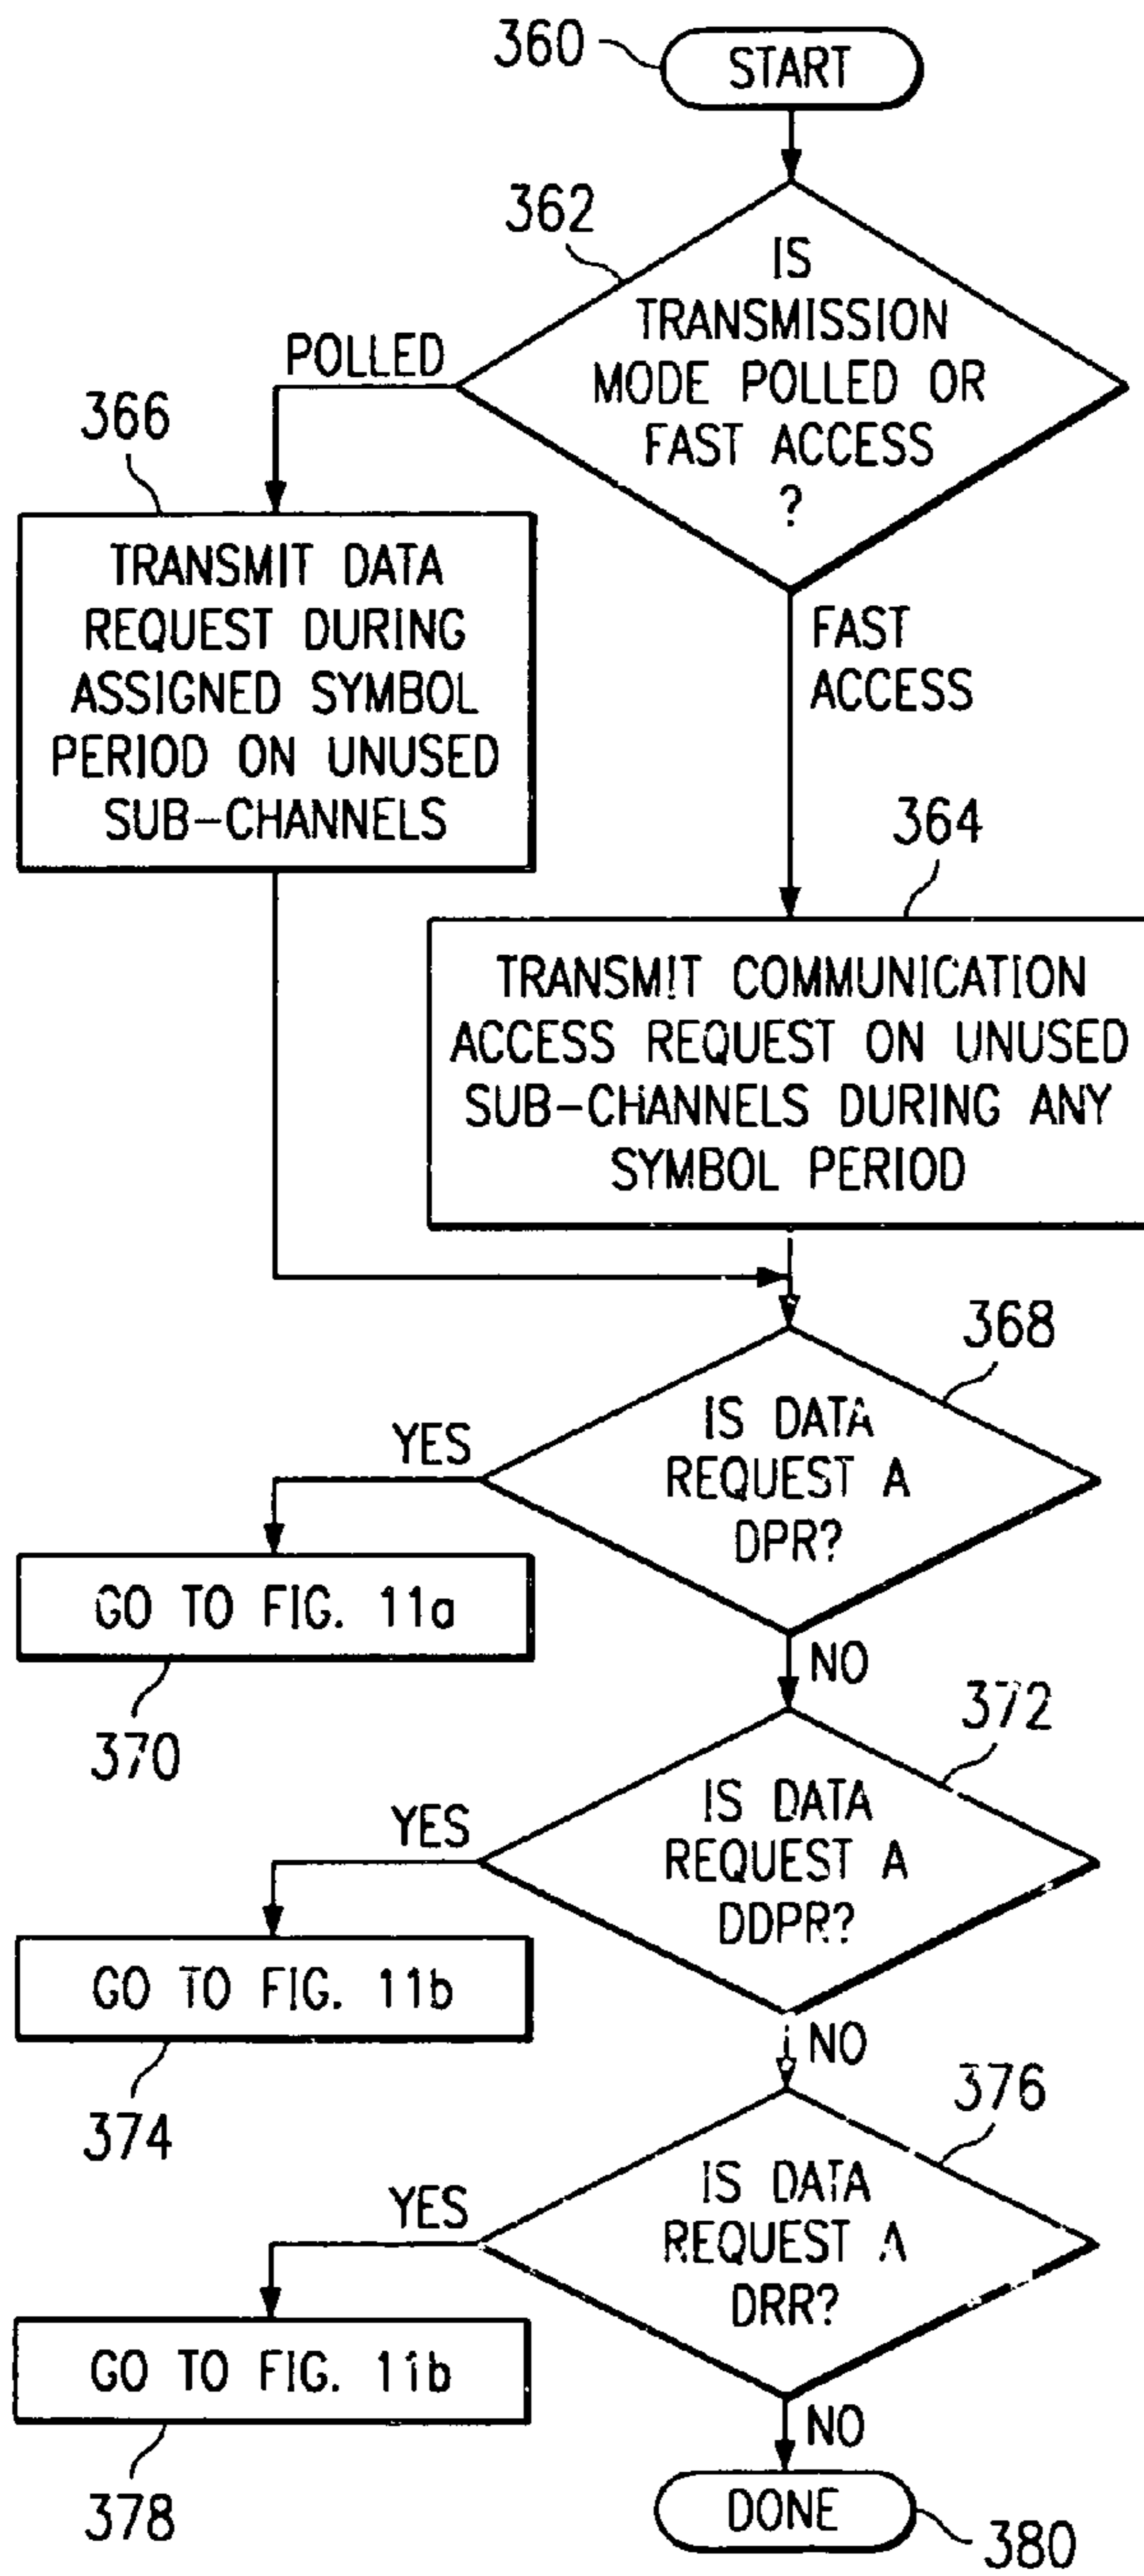 360
START
362
IS
TRANSMISSION
MODE POLLED OR
FAST ACCESS
?
POLLED
366
TRANSMIT DATA
REQUEST DURING
ASSIGNED SYMBOL
PERIOD ON UNUSED
SUB-CHANNELS
FAST
ACCESS
364
TRANSMIT COMMUNICATION
ACCESS REQUEST ON UNUSED
SUB-CHANNELS DURING ANY
SYMBOL PERIOD
368
IS DATA
REQUEST A
DPR?
YES
GO TO FIG. 11a
370
NO
372
IS DATA
REQUEST A
DDPR?
YES
GO TO FIG. 11b
374
NO
376
IS DATA
REQUEST A
DRR?
YES
GO TO FIG. 11b
378
NO
DONE
380